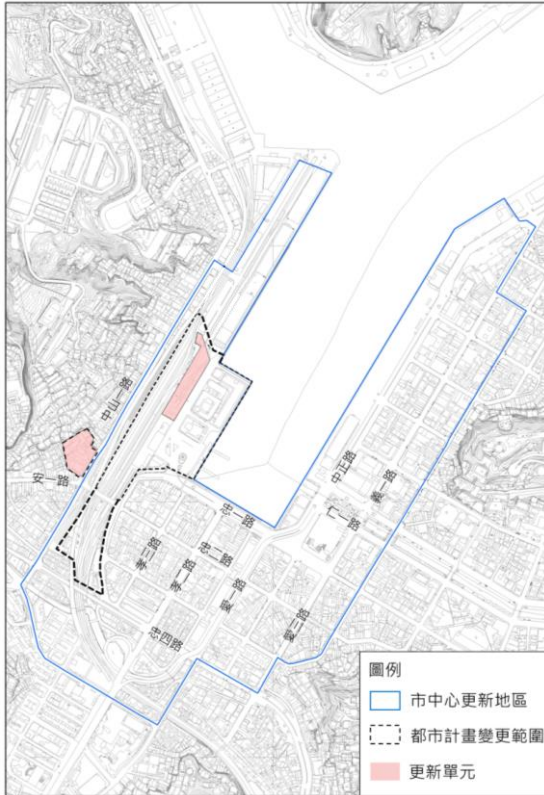 中山一路
安一路
中正路
義一路
仁一路
忠一路
忠二路
孝三路
孝二路
愛一路
愛三路
忠四路
圖例
市中心更新地區
都市計畫變更範圍
更新單元